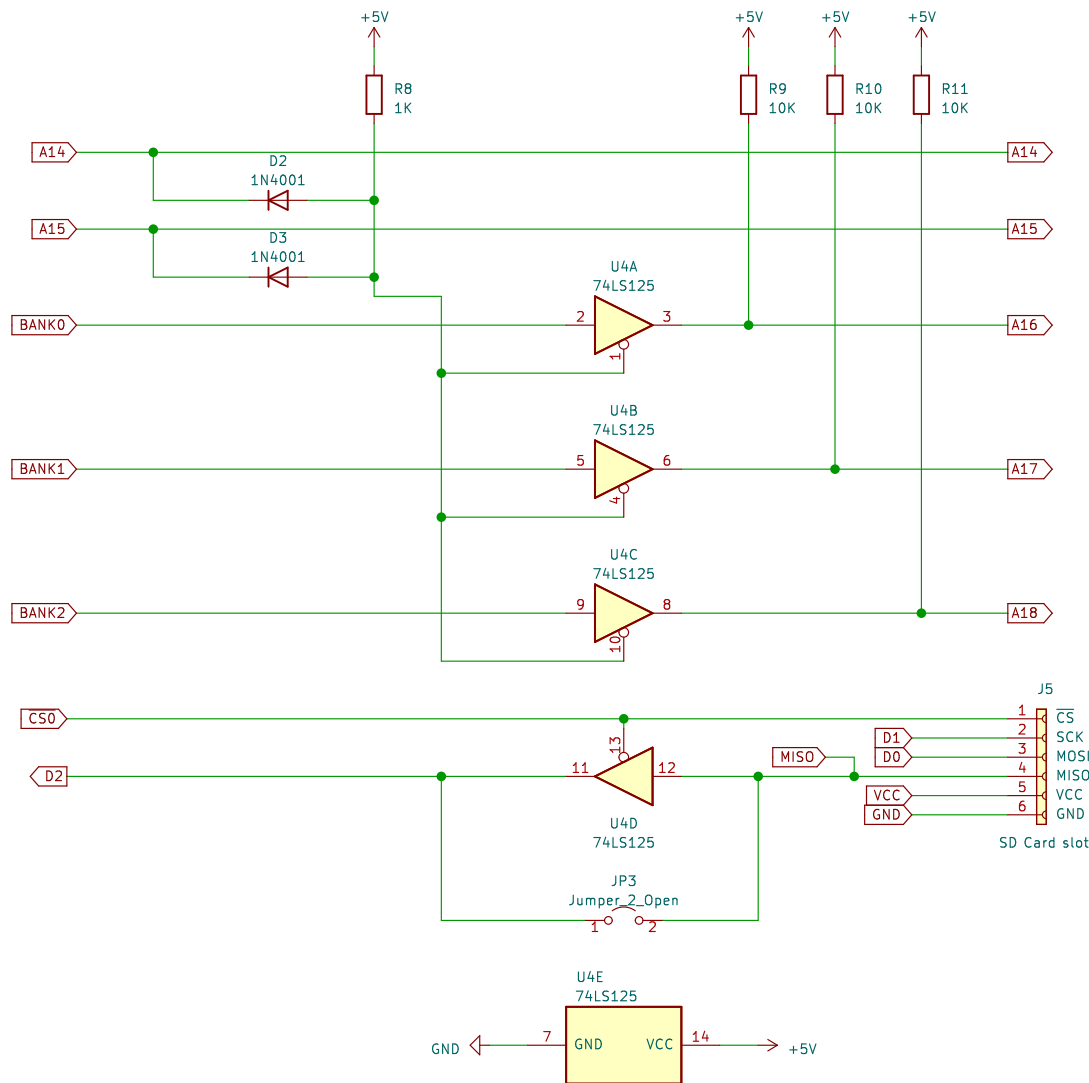 +5V
+5V
+5V
+5V
R8
1K
R9
10K
R10
10K
R11
10K
A14
A14
D2
1N4001
A15
A15
D3
1N4001
U4A
74LS125
BANK0
2
3
A16
1
U4B
74LS125
BANK1
5
6
A17
4
U4C
74LS125
BANK2
9
8
A18
10
J5
CS0
1
CS
13
D1
2
SCK
MISO
D0
3
MOSI
D2
11
12
4
MISO
VCC
5
VCC
GND
6
GND
U4D
74LS125
SD Card slot
JP3
Jumper_2_Open
1
2
U4E
74LS125
GND
7
GND
VCC
14
+5V